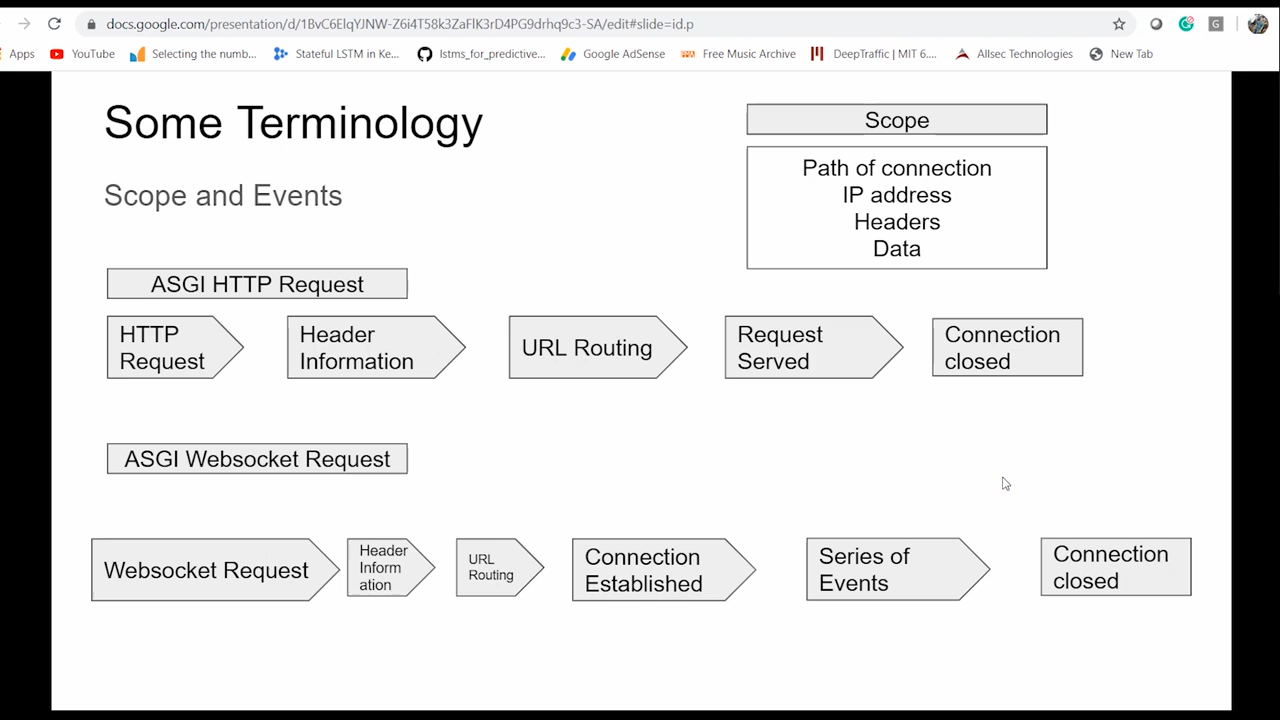 docs.google.com/presentation/d/1BvC6ElqYJNW-Z6i4T58k3ZaFlK3rD4PG9drhq9c3-SA/edit#slide=id.p
G
Apps YouTube Selecting the numb... Stateful LSTM in Ke... lstms_for_predictive... Google AdSense Free Music Archive DeepTraffic | MIT 6.... Allsec Technologies New Tab
Some Terminology
Scope and Events
Scope
Path of connection
IP address
Headers
Data
ASGI HTTP Request
HTTP
Request
Header
Information
URL Routing
Request
Served
Connection
closed
ASGI Websocket Request
Websocket Request
Header
Inform
ation
URL
Routing
Connection
Established
Series of
Events
Connection
closed